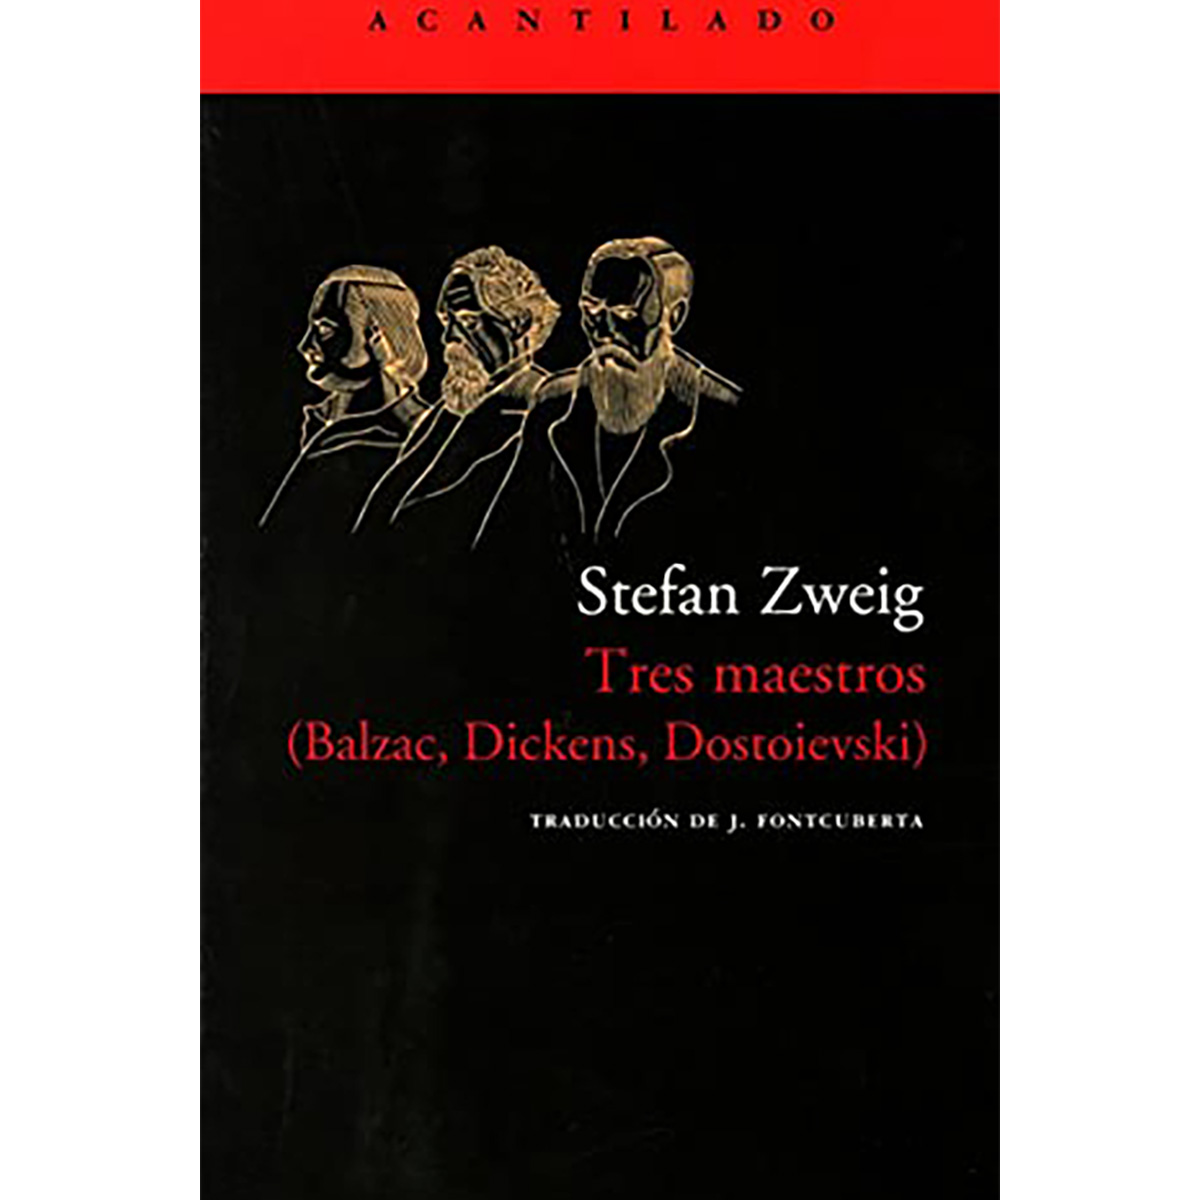 ACANTILADO
Stefan Zweig
Tres maestros
(Balzac, Dickens, Dostoievski)
TRADUCCIÓN DE J. FONTCUBERTA